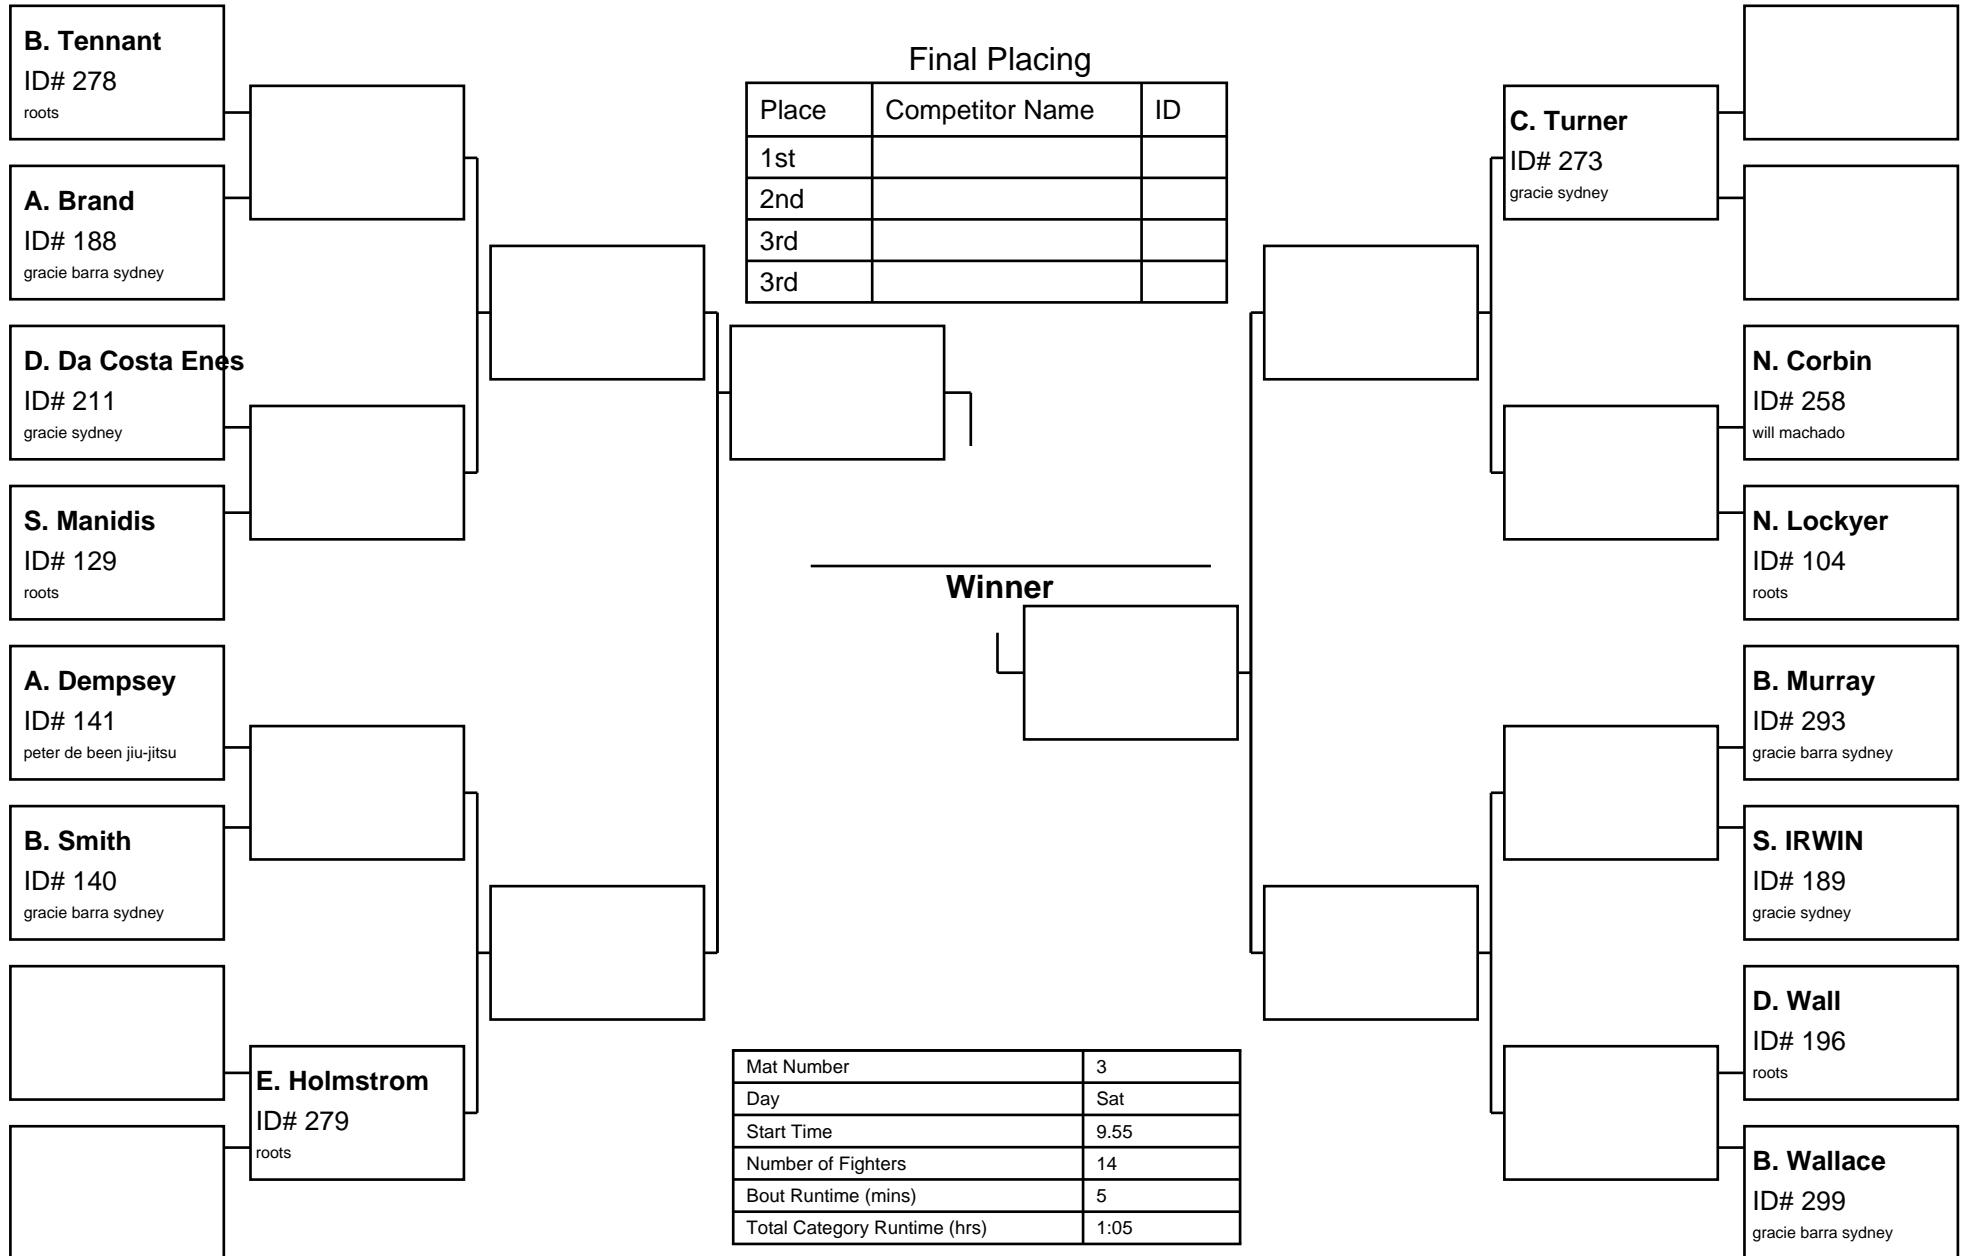 B. Tennant
ID# 278
roots
A. Brand
ID# 188
gracie barra sydney
D. Da Costa Enes
ID# 211
gracie sydney
S. Manidis
ID# 129
roots
A. Dempsey
ID# 141
peter de been jiu-jitsu
B. Smith
ID# 140
gracie barra sydney
E. Holmstrom
ID# 279
roots
Final Placing
Place Competitor Name ID
1st
2nd
3rd
3rd
Winner
Mat Number 3
Day Sat
Start Time 9.55
Number of Fighters 14
Bout Runtime (mins) 5
Total Category Runtime (hrs) 1:05
C. Turner
ID# 273
gracie sydney
N. Corbin
ID# 258
will machado
N. Lockyer
ID# 104
roots
B. Murray
ID# 293
gracie barra sydney
S. IRWIN
ID# 189
gracie sydney
D. Wall
ID# 196
roots
B. Wallace
ID# 299
gracie barra sydney